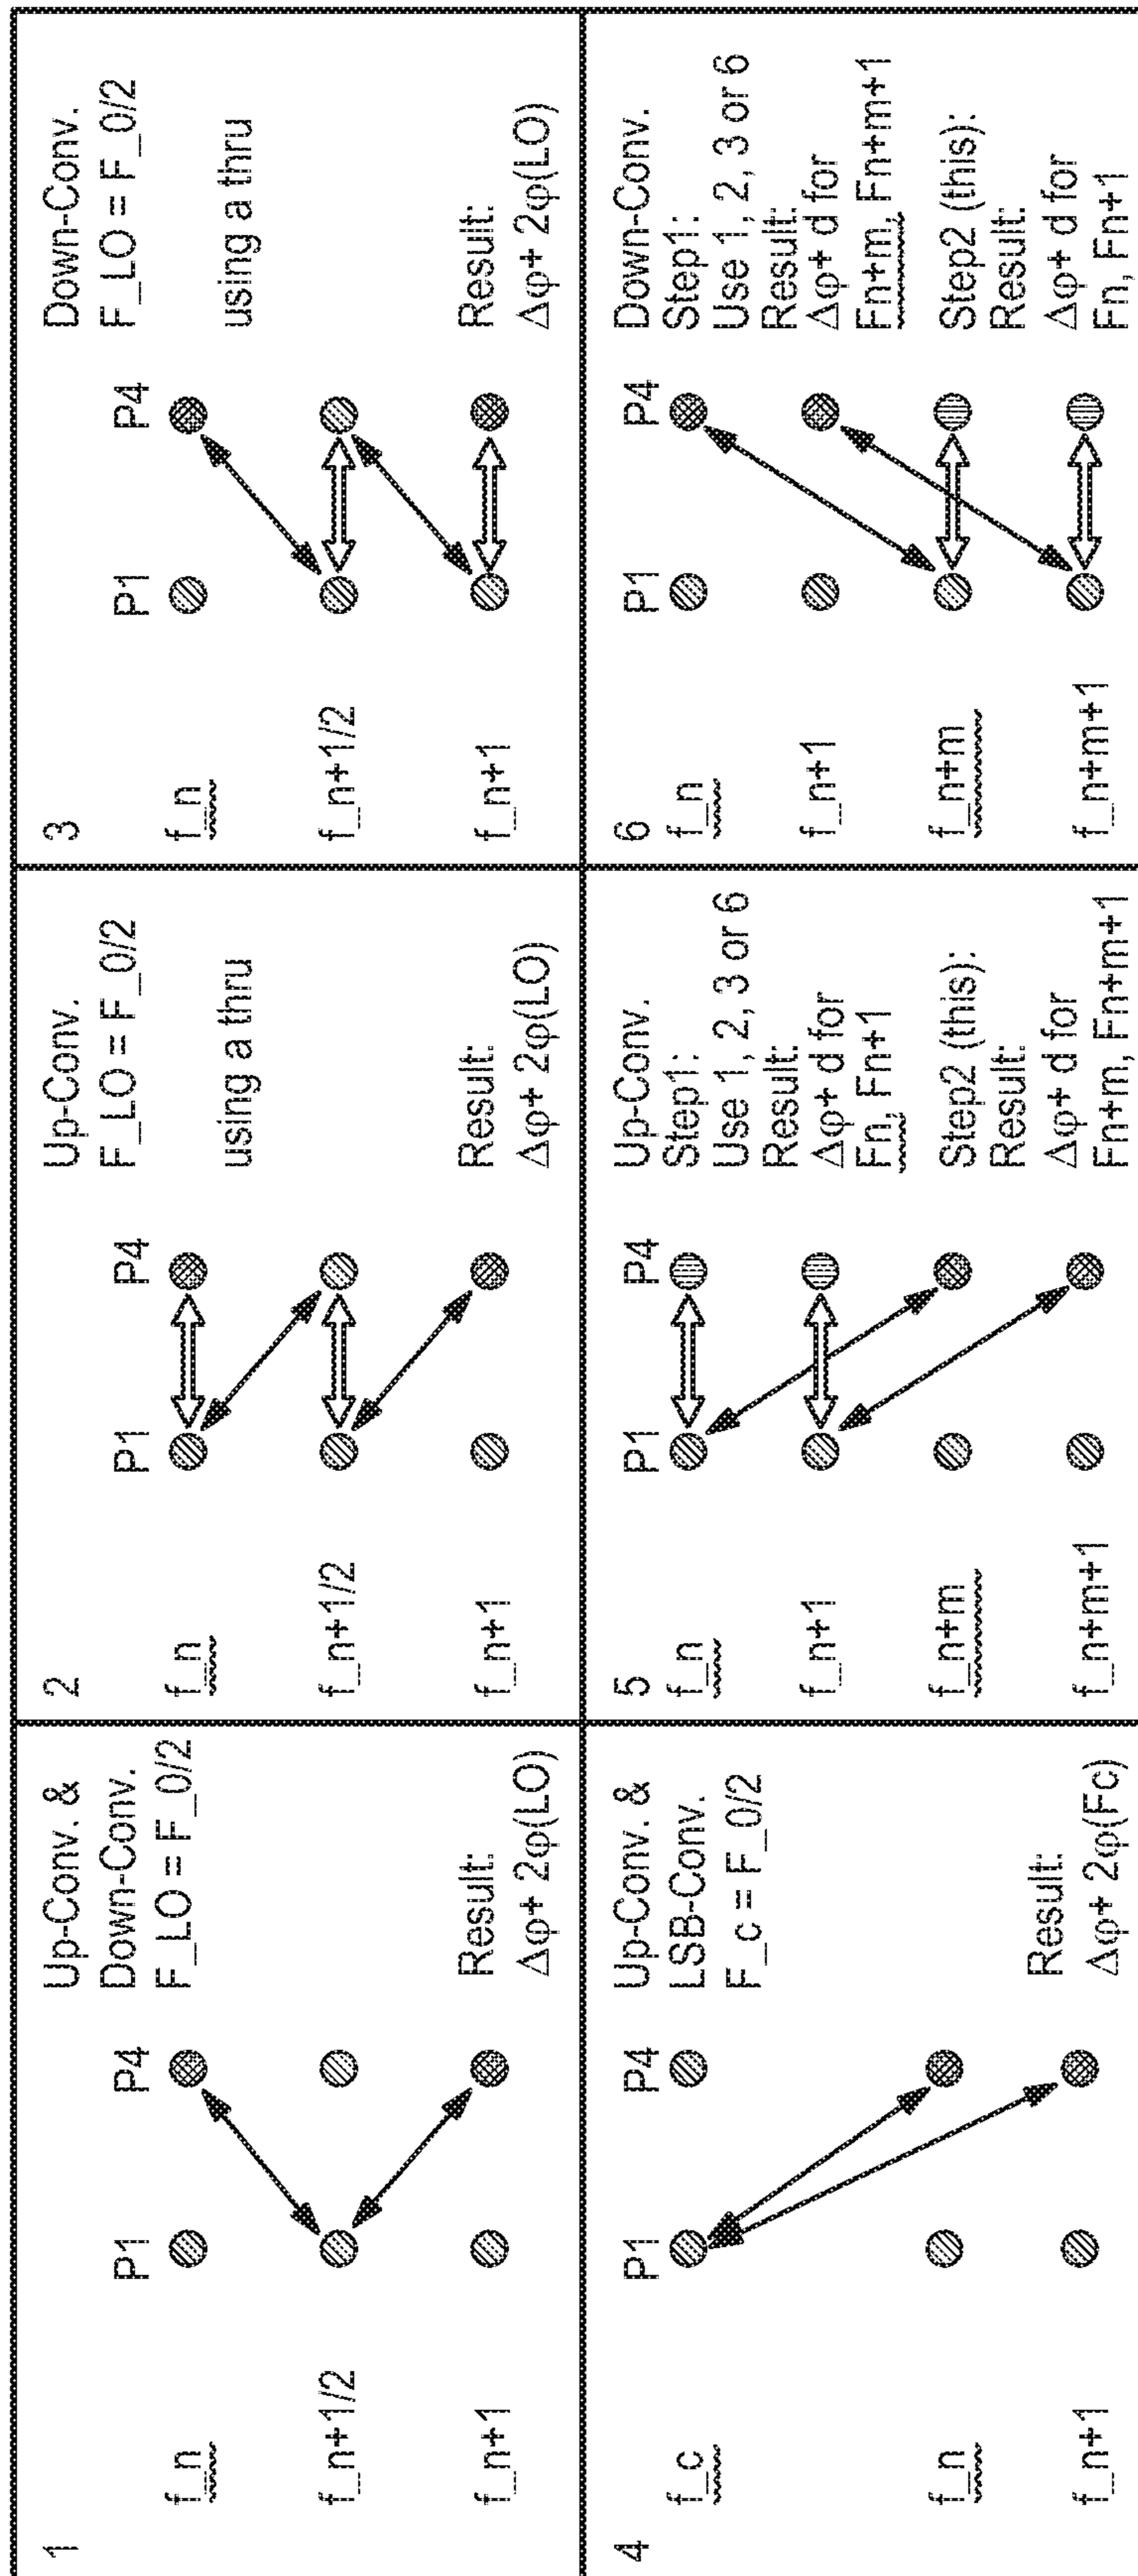 1
Up-Conv. &
Down-Conv.
F_LO = F_0/2
P1 P4
f_n
f_n+1/2
f_n+1
Result:
Δφ+ 2φ(LO)
2
Up-Conv.
F_LO = F_0/2
using a thru
P1 P4
f_n
f_n+1/2
f_n+1
Result:
Δφ+ 2φ(LO)
3
Down-Conv.
F_LO = F_0/2
using a thru
P1 P4
f_n
f_n+1/2
f_n+1
Result:
Δφ+ 2φ(LO)
4
Up-Conv. &
LSB-Conv.
F_c = F_0/2
P1 P4
f_c
f_n
f_n+1
Result:
Δφ+ 2φ(Fc)
5
Up-Conv.
Step1:
Use 1, 2, 3 or 6
Result:
Δφ+ d for
Fn, Fn+1
Step2 (this):
Result:
Δφ+ d for
Fn+m, Fn+m+1
P1 P4
f_n
f_n+1
f_n+m
f_n+m+1
6
Down-Conv.
Step1:
Use 1, 2, 3 or 6
Result:
Δφ+ d for
Fn+m, Fn+m+1
Step2 (this):
Result:
Δφ+ d for
Fn, Fn+1
P1 P4
f_n
f_n+1
f_n+m
f_n+m+1